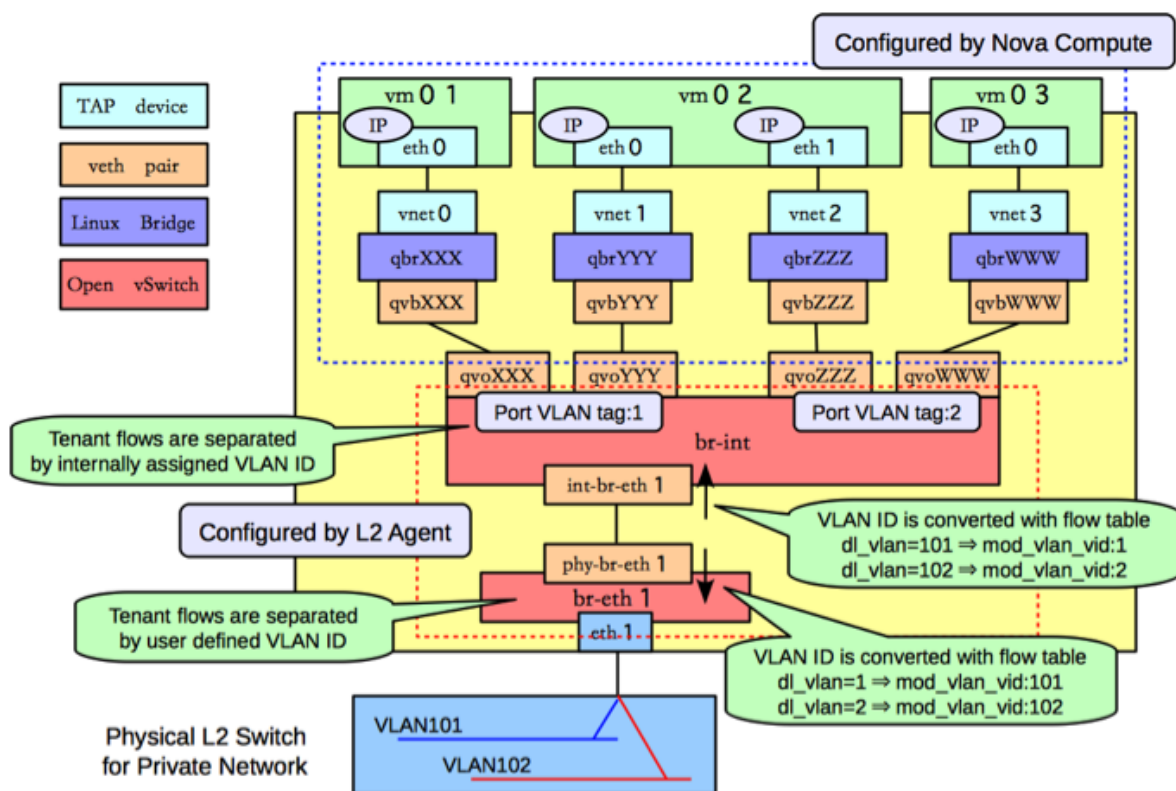 Configured by Nova Compute
TAP device
veth pair
Linux Bridge
Open vSwitch
vm 0 1
vm 0 2
vm 0 3
IP
IP
IP
IP
eth 0
eth 0
eth 1
eth 0
vnet 0
vnet 1
vnet 2
vnet 3
qbrXXX
qbrYYY
qbrZZZ
qbrWWW
qvbXXX
qvbYYY
qvbZZZ
qvbWWW
qvoXXX
qvoYYY
qvoZZZ
qvoWWW
Port VLAN tag:1
Port VLAN tag:2
br-int
Tenant flows are separated
by internally assigned VLAN ID
int-br-eth 1
Configured by L2 Agent
VLAN ID is converted with flow table
dl_vlan=101 ⇒ mod_vlan_vid:1
dl_vlan=102 ⇒ mod_vlan_vid:2
phy-br-eth 1
br-eth 1
Tenant flows are separated
by user defined VLAN ID
eth 1
VLAN ID is converted with flow table
dl_vlan=1 ⇒ mod_vlan_vid:101
dl_vlan=2 ⇒ mod_vlan_vid:102
Physical L2 Switch
for Private Network
VLAN101
VLAN102